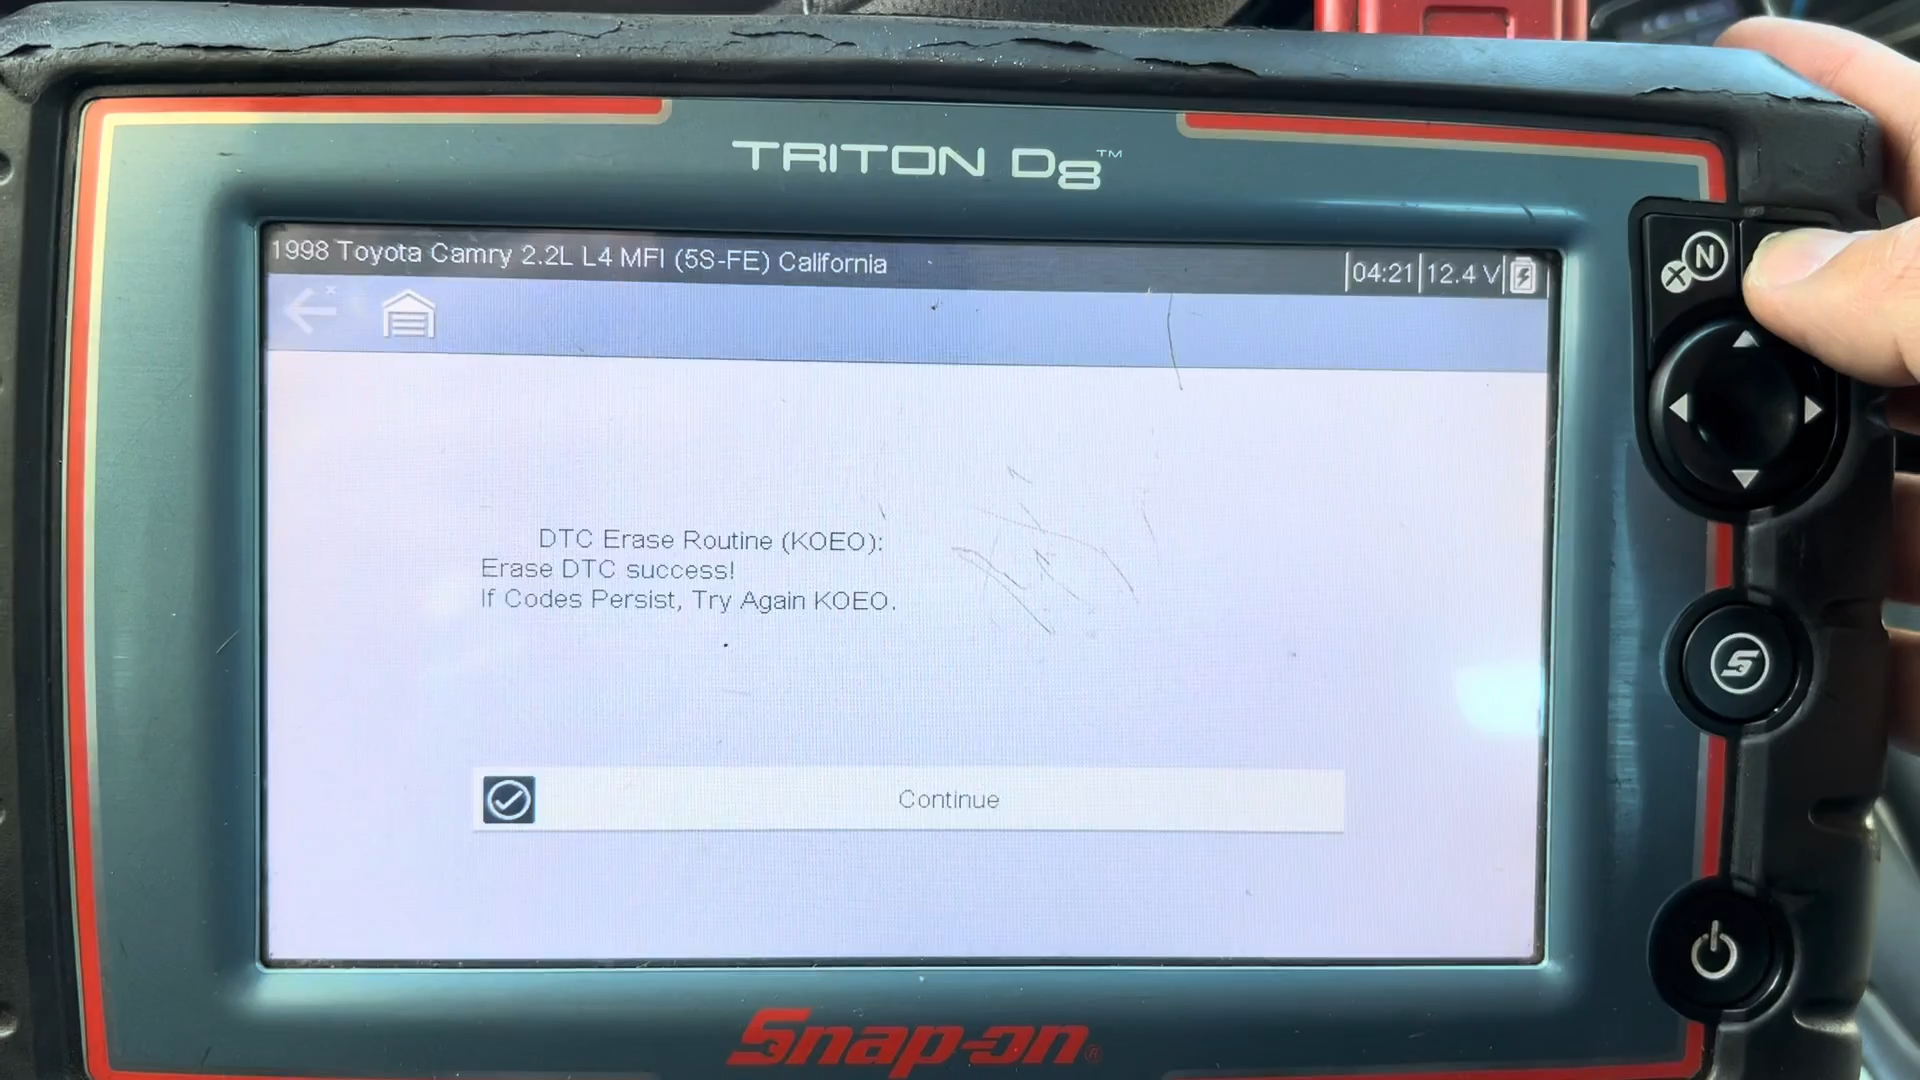 TRITON D8™
1998 Toyota Camry 2.2L L4 MFI (5S-FE) California
04:21 12.4 V
X N
DTC Erase Routine (KOEO):
Erase DTC success!
If Codes Persist, Try Again KOEO.
Continue
S
Snap-on®